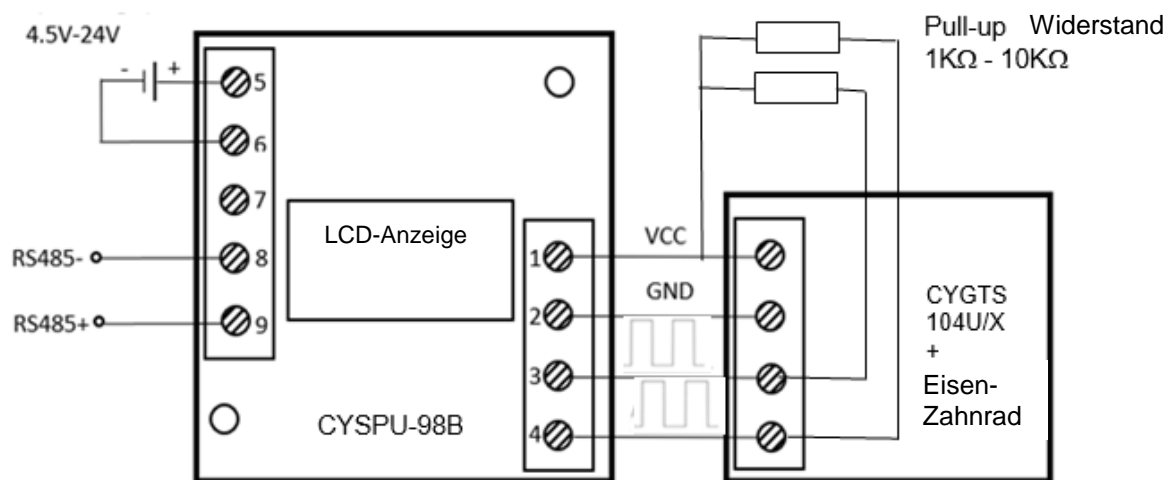 4.5V-24V
Pull-up Widerstand
1KΩ - 10KΩ
- +
5
6
7
8
9
RS485-
RS485+
LCD-Anzeige
1
2
3
4
VCC
GND
CYSPU-98B
CYGTS
104U/X
+
Eisen-
Zahnrad